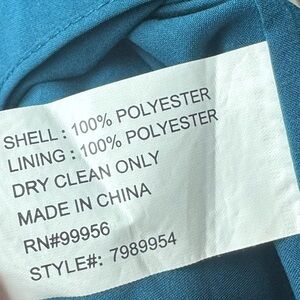 SHELL : 100% POLYESTER
LINING : 100% POLYESTER
DRY CLEAN ONLY
MADE IN CHINA
RN#99956
STYLE#: 7989954